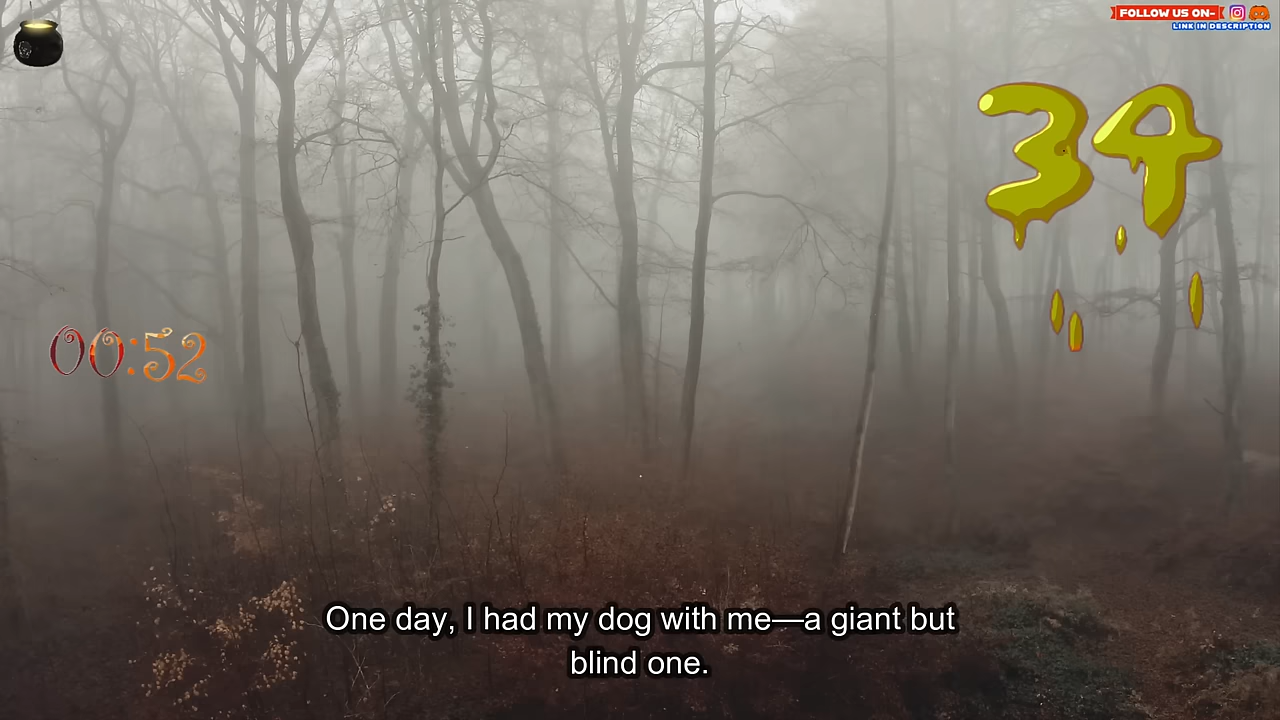 FOLLOW US ON-
LINK IN DESCRIPTION
34
00:52
One day, I had my dog with me—a giant but
blind one.